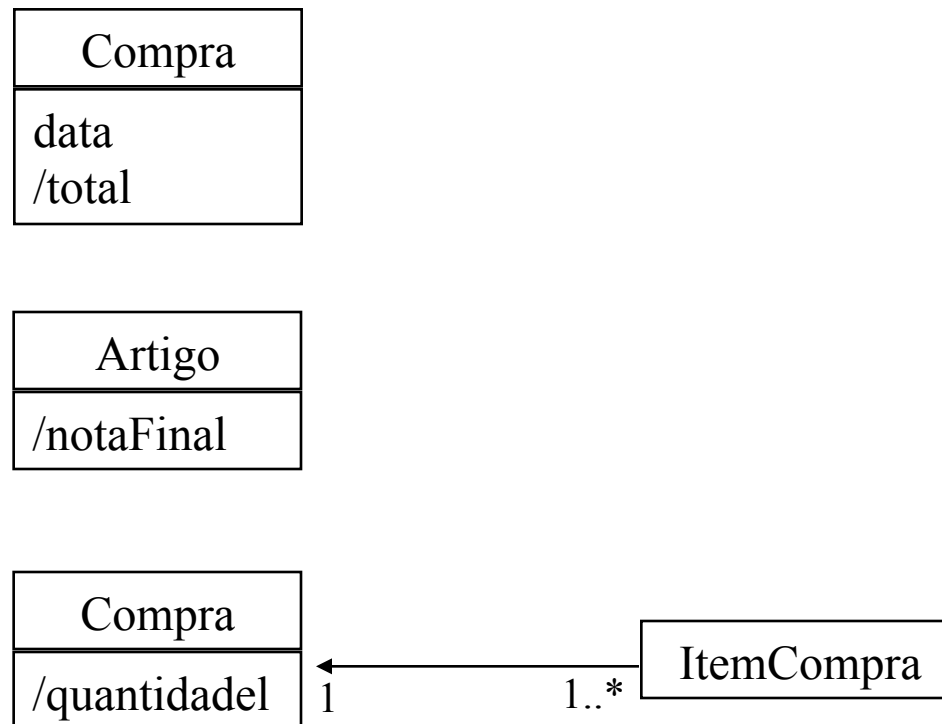 Compra
data
/total
Artigo
/notaFinal
Compra
/quantidadel
1
1..*
ItemCompra